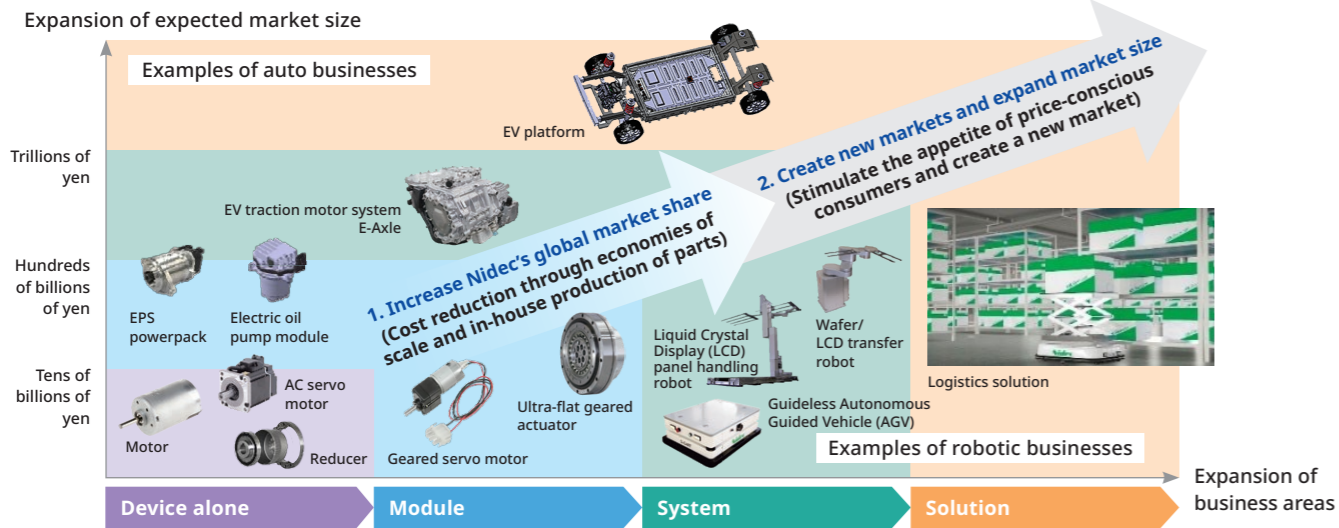 Expansion of expected market size
Examples of auto businesses
EV platform
Trillions of
yen
2. Create new markets and expand market size
(Stimulate the appetite of price-conscious
consumers and create a new market)
EV traction motor system
E-Axle
1. Increase Nidec's global market share
(Cost reduction through economies of
scale and in-house production of parts)
Hundreds
of billions
of yen
EPS
powerpack
Electric oil
pump module
Liquid Crystal
Display (LCD)
panel handling
robot
Wafer/
LCD transfer
robot
Logistics solution
Tens of
billions of
yen
Motor
AC servo
motor
Reducer
Geared servo motor
Ultra-flat geared
actuator
Guideless Autonomous
Guided Vehicle (AGV)
Examples of robotic businesses
Expansion of
business areas
Device alone
Module
System
Solution